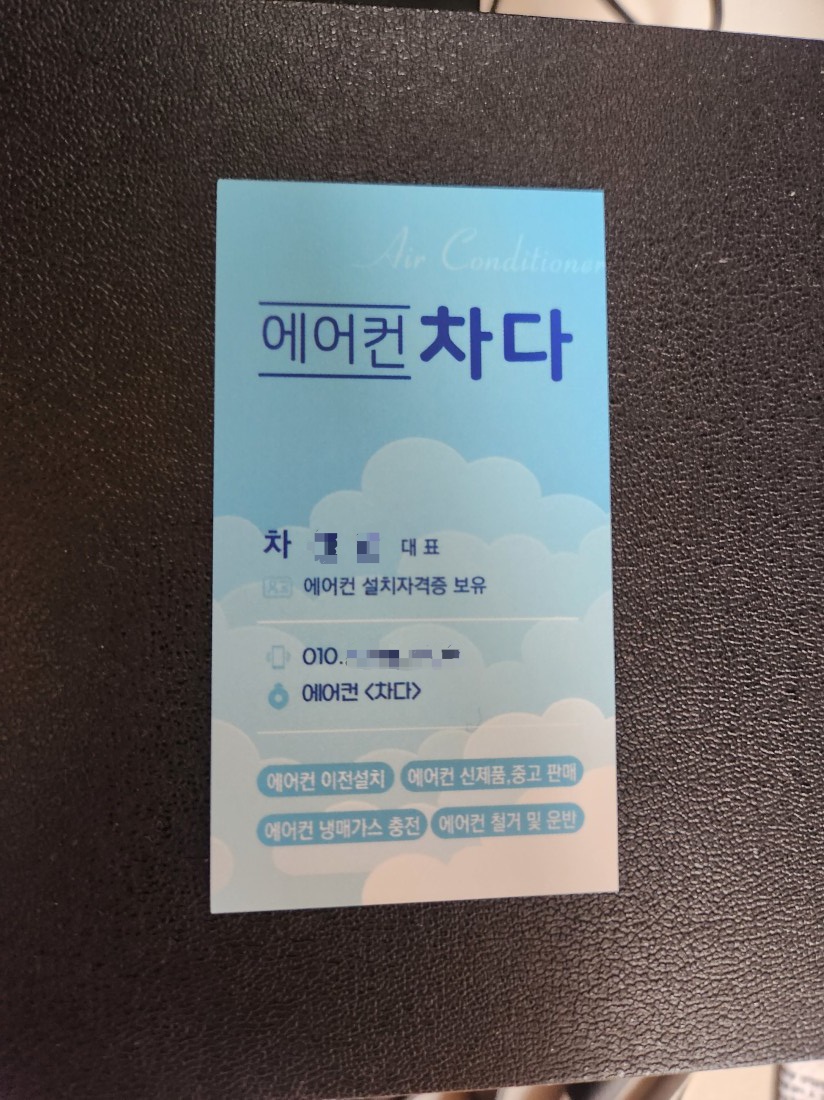 Air Conditioner
에어컨 차다
차 대표
에어컨 설치자격증 보유
010.
에어컨 <차다>
에어컨 이전설치 에어컨 신제품,중고 판매
에어컨 냉매가스 충전 에어컨 철거 및 운반